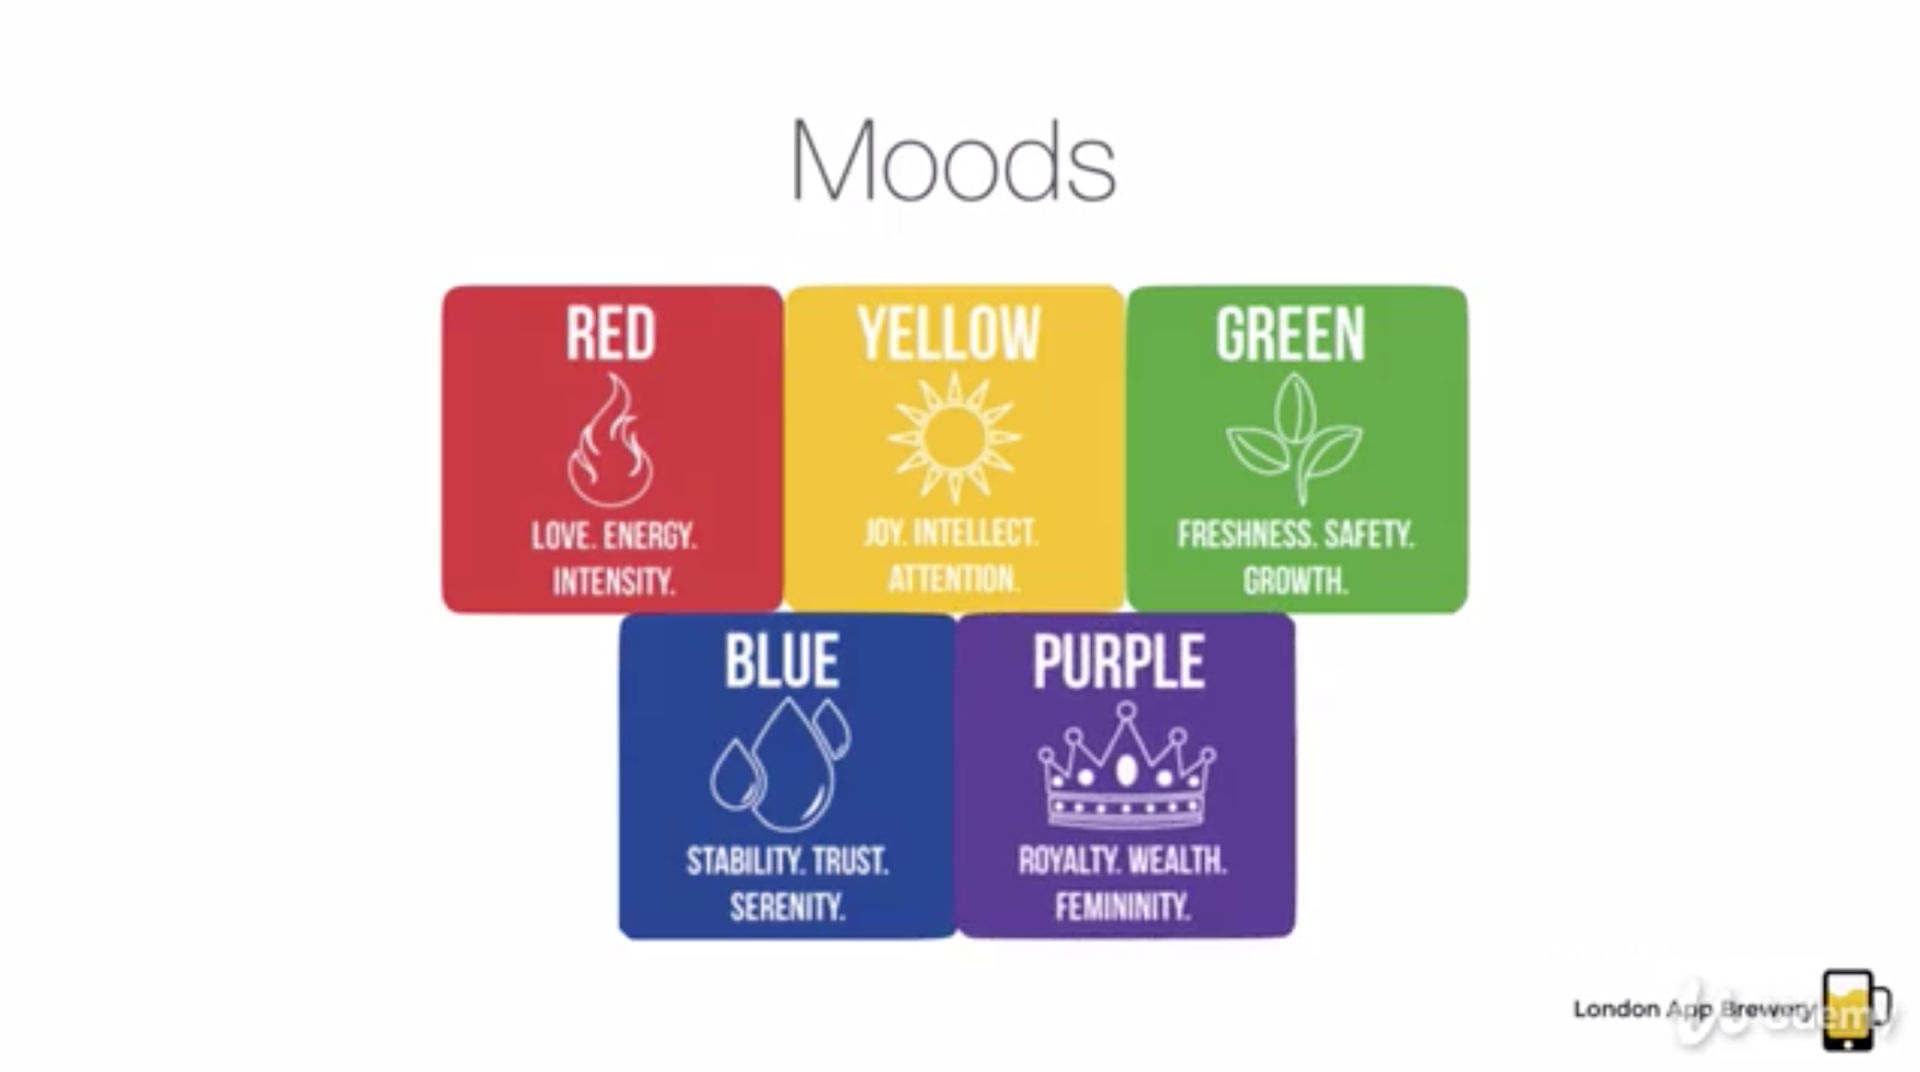 Moods
RED
LOVE. ENERGY.
INTENSITY.
YELLOW
JOY. INTELLECT.
ATTENTION.
GREEN
FRESHNESS. SAFETY.
GROWTH.
BLUE
STABILITY. TRUST.
SERENITY.
PURPLE
ROYALTY. WEALTH.
FEMININITY.
London App Brewery
udemy